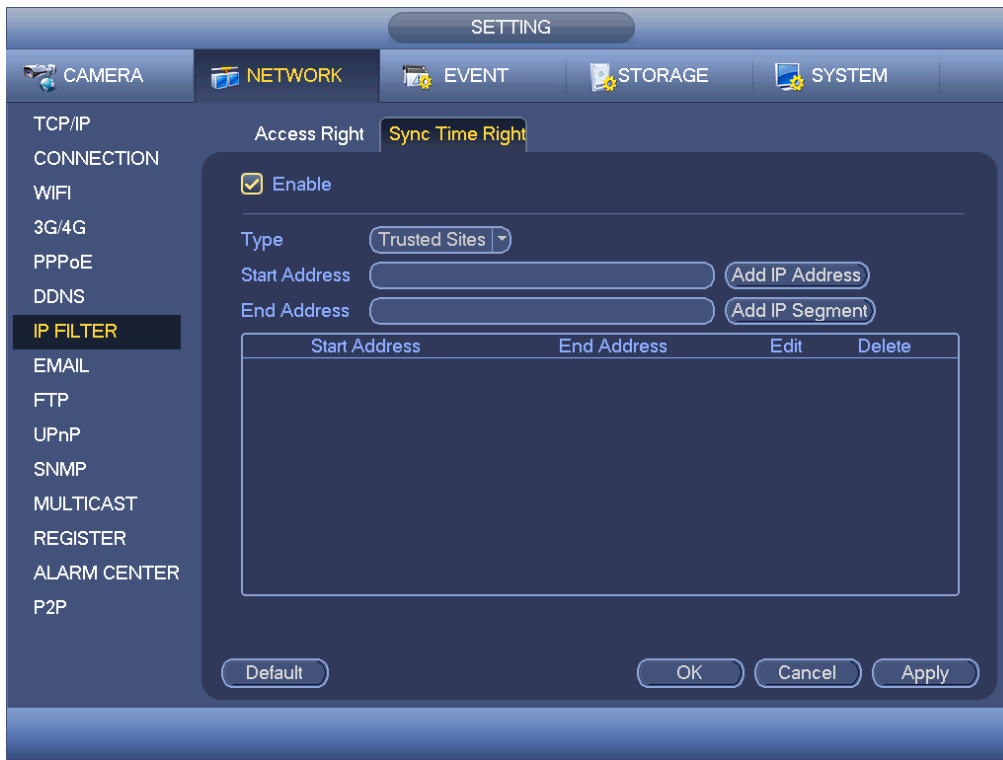 SETTING
CAMERA NETWORK EVENT STORAGE SYSTEM
TCP/IP
CONNECTION
WIFI
3G/4G
PPPoE
DDNS
IP FILTER
EMAIL
FTP
UPnP
SNMP
MULTICAST
REGISTER
ALARM CENTER
P2P
Access Right Sync Time Right
Enable
Type Trusted Sites
Start Address Add IP Address
End Address Add IP Segment
Start Address End Address Edit Delete
Default OK Cancel Apply